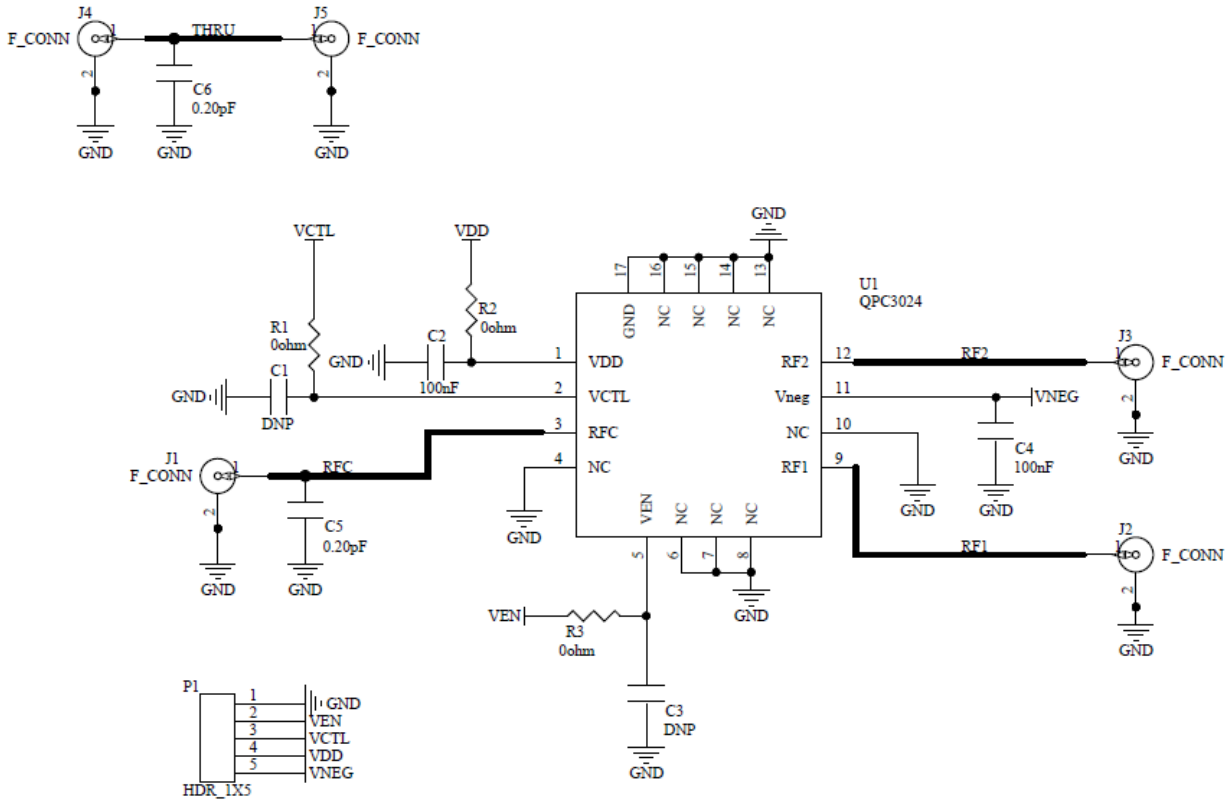 J4
J5
F_CONN
1
THRU
1
F_CONN
2
C6
0.20pF
2
GND
GND
GND
VCTL
VDD
GND
17
16
15
14
13
GND
NC
NC
NC
NC
U1
QPC3024
R1
0ohm
R2
0ohm
C2
100nF
GND
1
VDD
RF2
12
RF2
J3
1
F_CONN
2
GND
C1
DNP
GND
2
VCTL
Vneg
11
VNEG
3
RFC
NC
10
C4
100nF
GND
GND
4
NC
RF1
9
J1
F_CONN
1
RFC
2
C5
0.20pF
GND
GND
GND
VEN
NC
NC
NC
5
6
7
8
GND
RF1
J2
1
F_CONN
2
GND
VEN
R3
0ohm
C3
DNP
GND
P1
1
GND
2
VEN
3
VCTL
4
VDD
5
VNEG
HDR_1X5